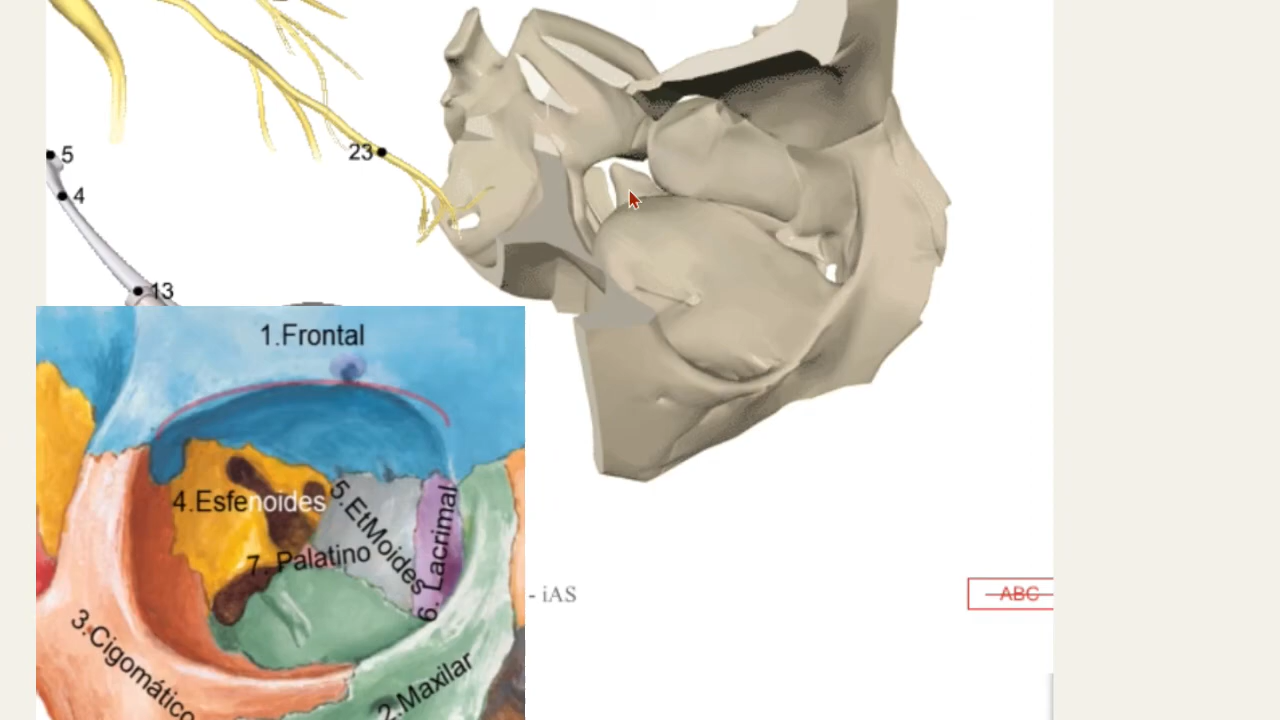 23
5
4
13
1.Frontal
4.Esfenoides
5.EtMoides
6. Lacrimal
7. Palatino
3.Cigomático
2.Maxilar
- iAS
ABC